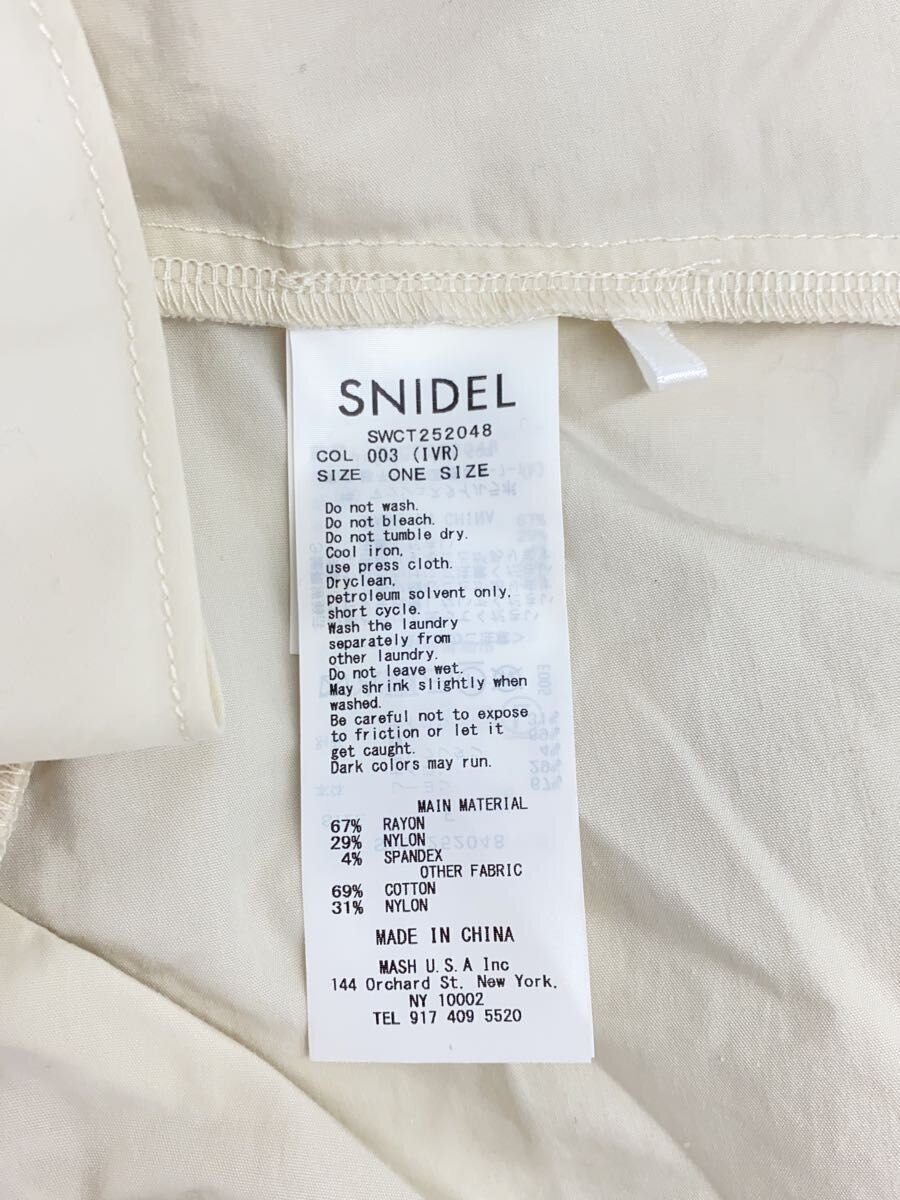 SNIDEL
SWCT252048
COL 003 (IVR)
SIZE ONE SIZE
Do not wash.
Do not bleach.
Do not tumble dry.
Cool iron,
use press cloth.
Dryclean,
petroleum solvent only,
short cycle.
Wash the laundry
separately from
other laundry.
Do not leave wet.
May shrink slightly when
washed.
Be careful not to expose
to friction or let it
get caught.
Dark colors may run.
MAIN MATERIAL
67% RAYON
29% NYLON
4% SPANDEX
OTHER FABRIC
69% COTTON
31% NYLON
MADE IN CHINA
MASH U.S.A Inc
144 Orchard St. New York,
NY 10002
TEL 917 409 5520